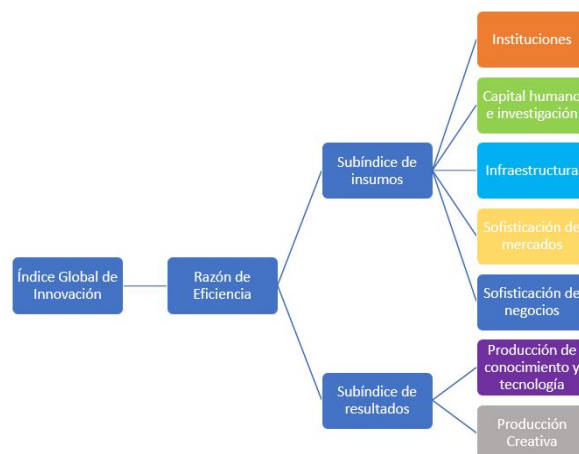 Instituciones
Capital humano
e investigación
Subíndice de
insumos
Infraestructura
Sofisticación de
mercados
Índice Global de
Innovación
Razón de
Eficiencia
Sofisticación de
negocios
Producción de
conocimiento y
tecnología
Subíndice de
resultados
Producción
Creativa